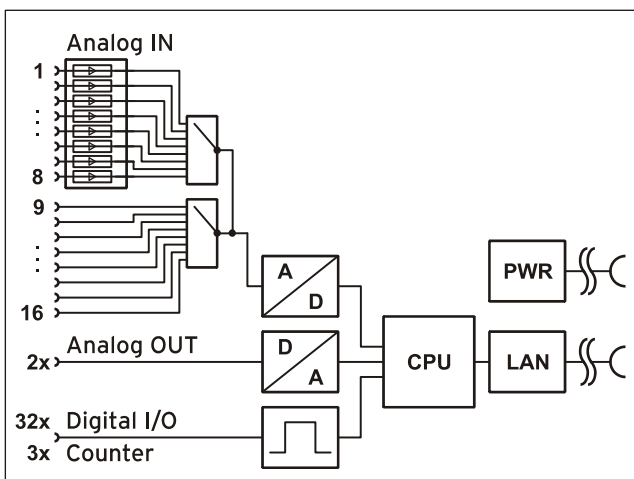 Analog IN
1
8
9
16
A
D
PWR
2x
Analog OUT
D
A
CPU
LAN
32x Digital I/O
3x Counter